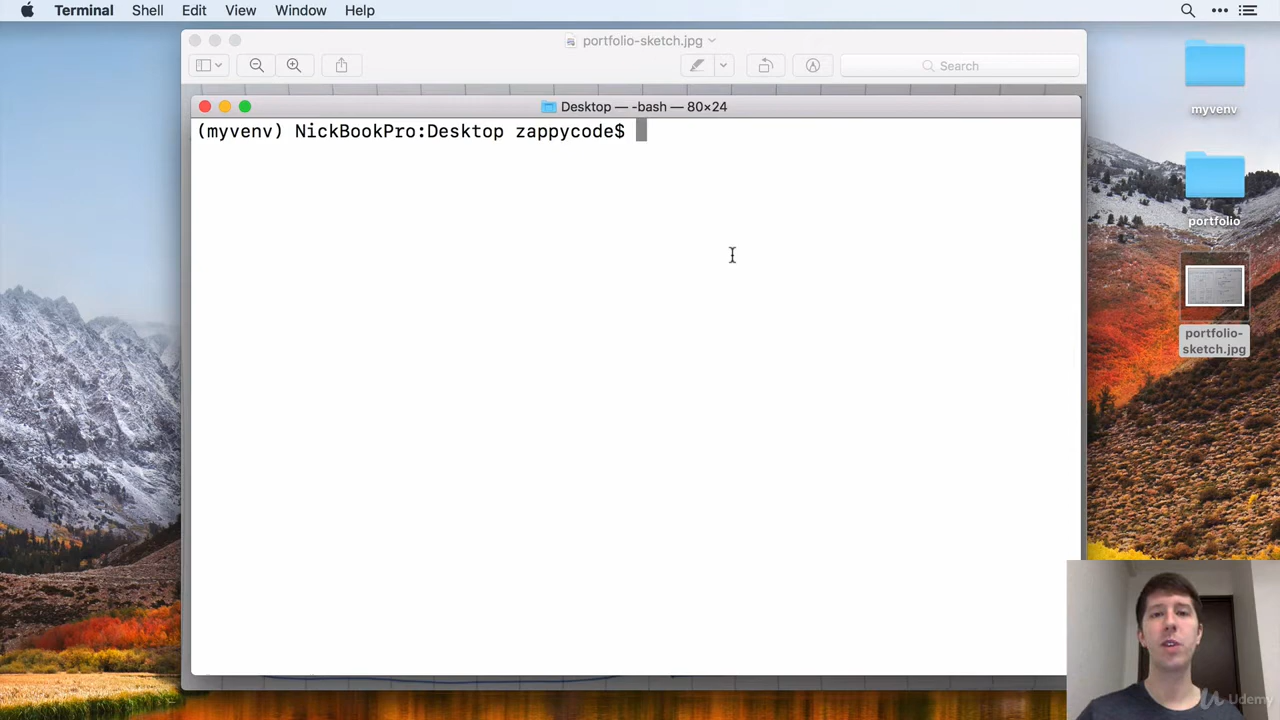 Terminal Shell Edit View Window Help
portfolio-sketch.jpg
Search
Desktop — -bash — 80×24
(myvenv) NickBookPro:Desktop zappycode$
myvenv
portfolio
portfolio-
sketch.jpg
Udemy